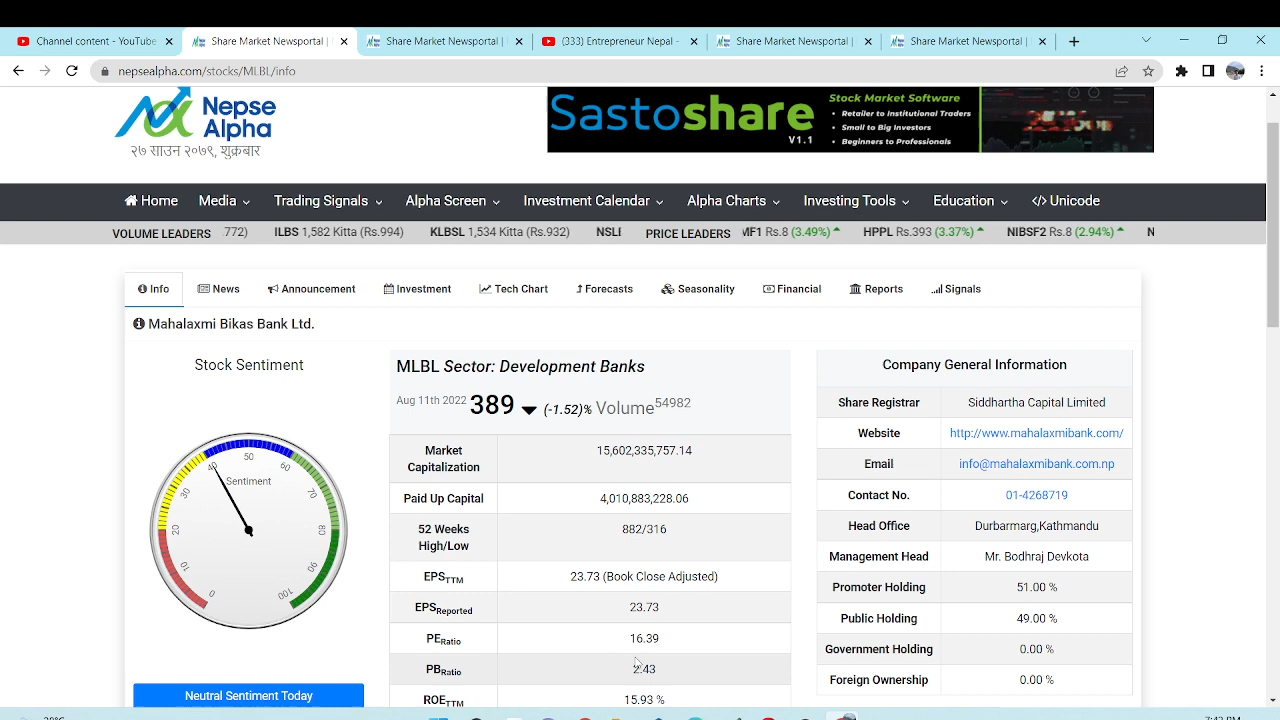 Channel content - YouTube
Share Market Newsportal |
Share Market Newsportal |
(333) Entrepreneur Nepal -
Share Market Newsportal |
Share Market Newsportal |
nepsealpha.com/stocks/MLBL/info
Nepse
Alpha
२७ साउन २०७९, शुक्रबार
Sastoshare
V1.1
Stock Market Software
• Retailer to Institutional Traders
• Small to Big Investors
• Beginners to Professionals
Home Media Trading Signals Alpha Screen Investment Calendar Alpha Charts Investing Tools Education </> Unicode
VOLUME LEADERS 772) ILBS 1,582 Kitta (Rs.994) KLBSL 1,534 Kitta (Rs.932) NSLI PRICE LEADERS MF1 Rs.8 (3.49%) HPPL Rs.393 (3.37%) NIBSF2 Rs.8 (2.94%) N
Info News Announcement Investment Tech Chart Forecasts Seasonality Financial Reports Signals
Mahalaxmi Bikas Bank Ltd.
Stock Sentiment
0 10 20 30 40 50 60 70 80 90 100
Sentiment
Neutral Sentiment Today
MLBL Sector: Development Banks
Aug 11th 2022 389 (-1.52)% Volume 54982
Market Capitalization 15,602,335,757.14
Paid Up Capital 4,010,883,228.06
52 Weeks High/Low 882/316
EPSTTM 23.73 (Book Close Adjusted)
EPSReported 23.73
PERatio 16.39
PBRatio 2.43
ROETTM 15.93 %
Company General Information
Share Registrar Siddhartha Capital Limited
Website http://www.mahalaxmibank.com/
Email info@mahalaxmibank.com.np
Contact No. 01-4268719
Head Office Durbarmarg,Kathmandu
Management Head Mr. Bodhraj Devkota
Promoter Holding 51.00 %
Public Holding 49.00 %
Government Holding 0.00 %
Foreign Ownership 0.00 %